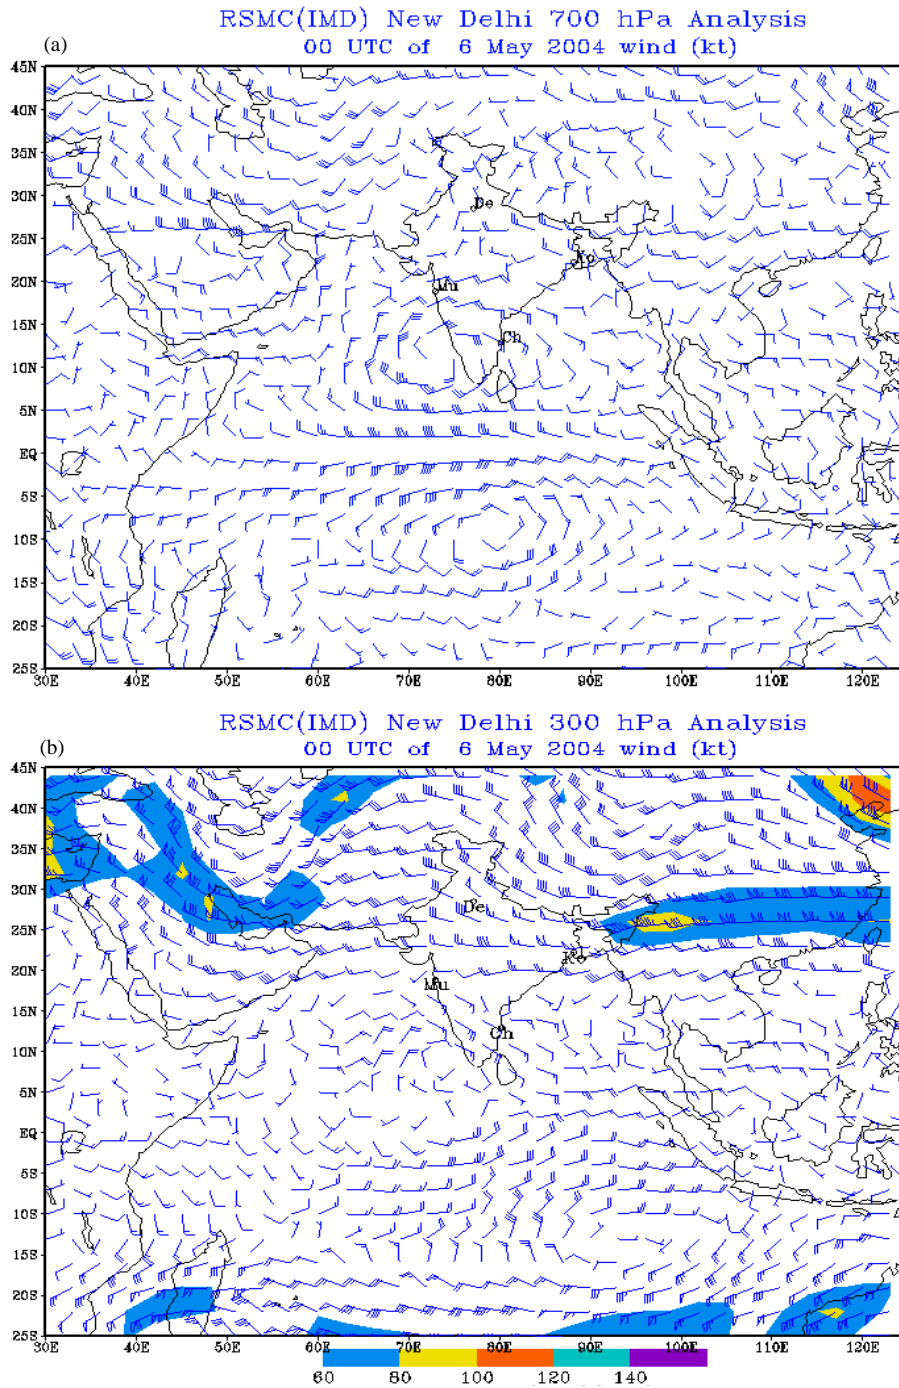 RSMC(IMD) New Delhi 700 hPa Analysis
(a)
00 UTC of 6 May 2004 wind (kt)
45N
40N
35N
30N
De
25N
Ko
20N
Mu
15N
Ch
10N
5N
EQ
5S
10S
15S
20S
25S
30E 40E 50E 60E 70E 80E 90E 100E 110E 120E
RSMC(IMD) New Delhi 300 hPa Analysis
(b)
00 UTC of 6 May 2004 wind (kt)
45N
40N
35N
30N
De
25N
Ko
20N
Mu
15N
Ch
10N
5N
EQ
5S
10S
15S
20S
25S
30E 40E 50E 60E 70E 80E 90E 100E 110E 120E
60 80 100 120 140